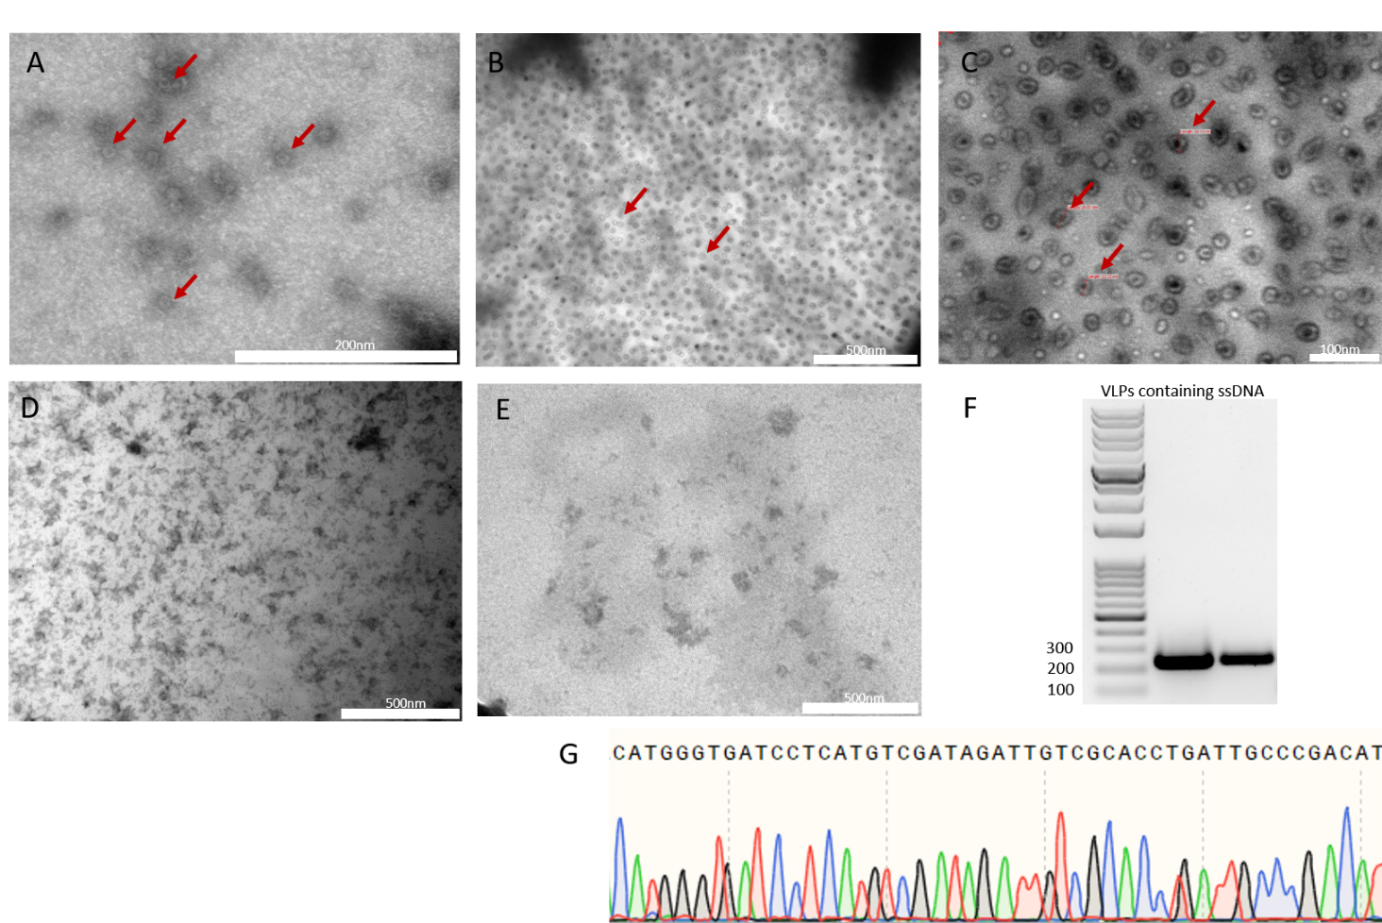 A
B
C
200nm
500nm
100nm
D
E
F
VLPs containing ssDNA
500nm
500nm
300
200
100
G
CATGGGTGATCCTCATGTCGATAGATTGTCGCACCTGATTGCCCGACAT